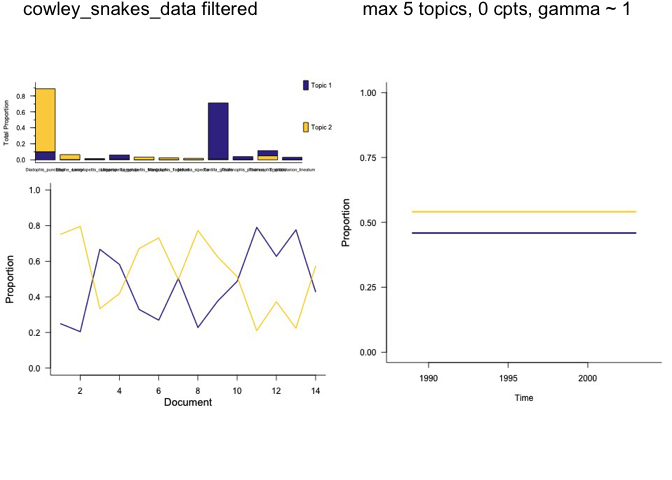 cowley_snakes_data filtered
max 5 topics, 0 cpts, gamma ~ 1
Total Proportion
0.8
0.6
0.4
0.2
0.0
Topic 1
Topic 2
Proportion
1.0
0.8
0.6
0.4
0.2
0.0
2 4 6 8 10 12 14
Document
Proportion
1.00
0.75
0.50
0.25
0.00
1990 1995 2000
Time